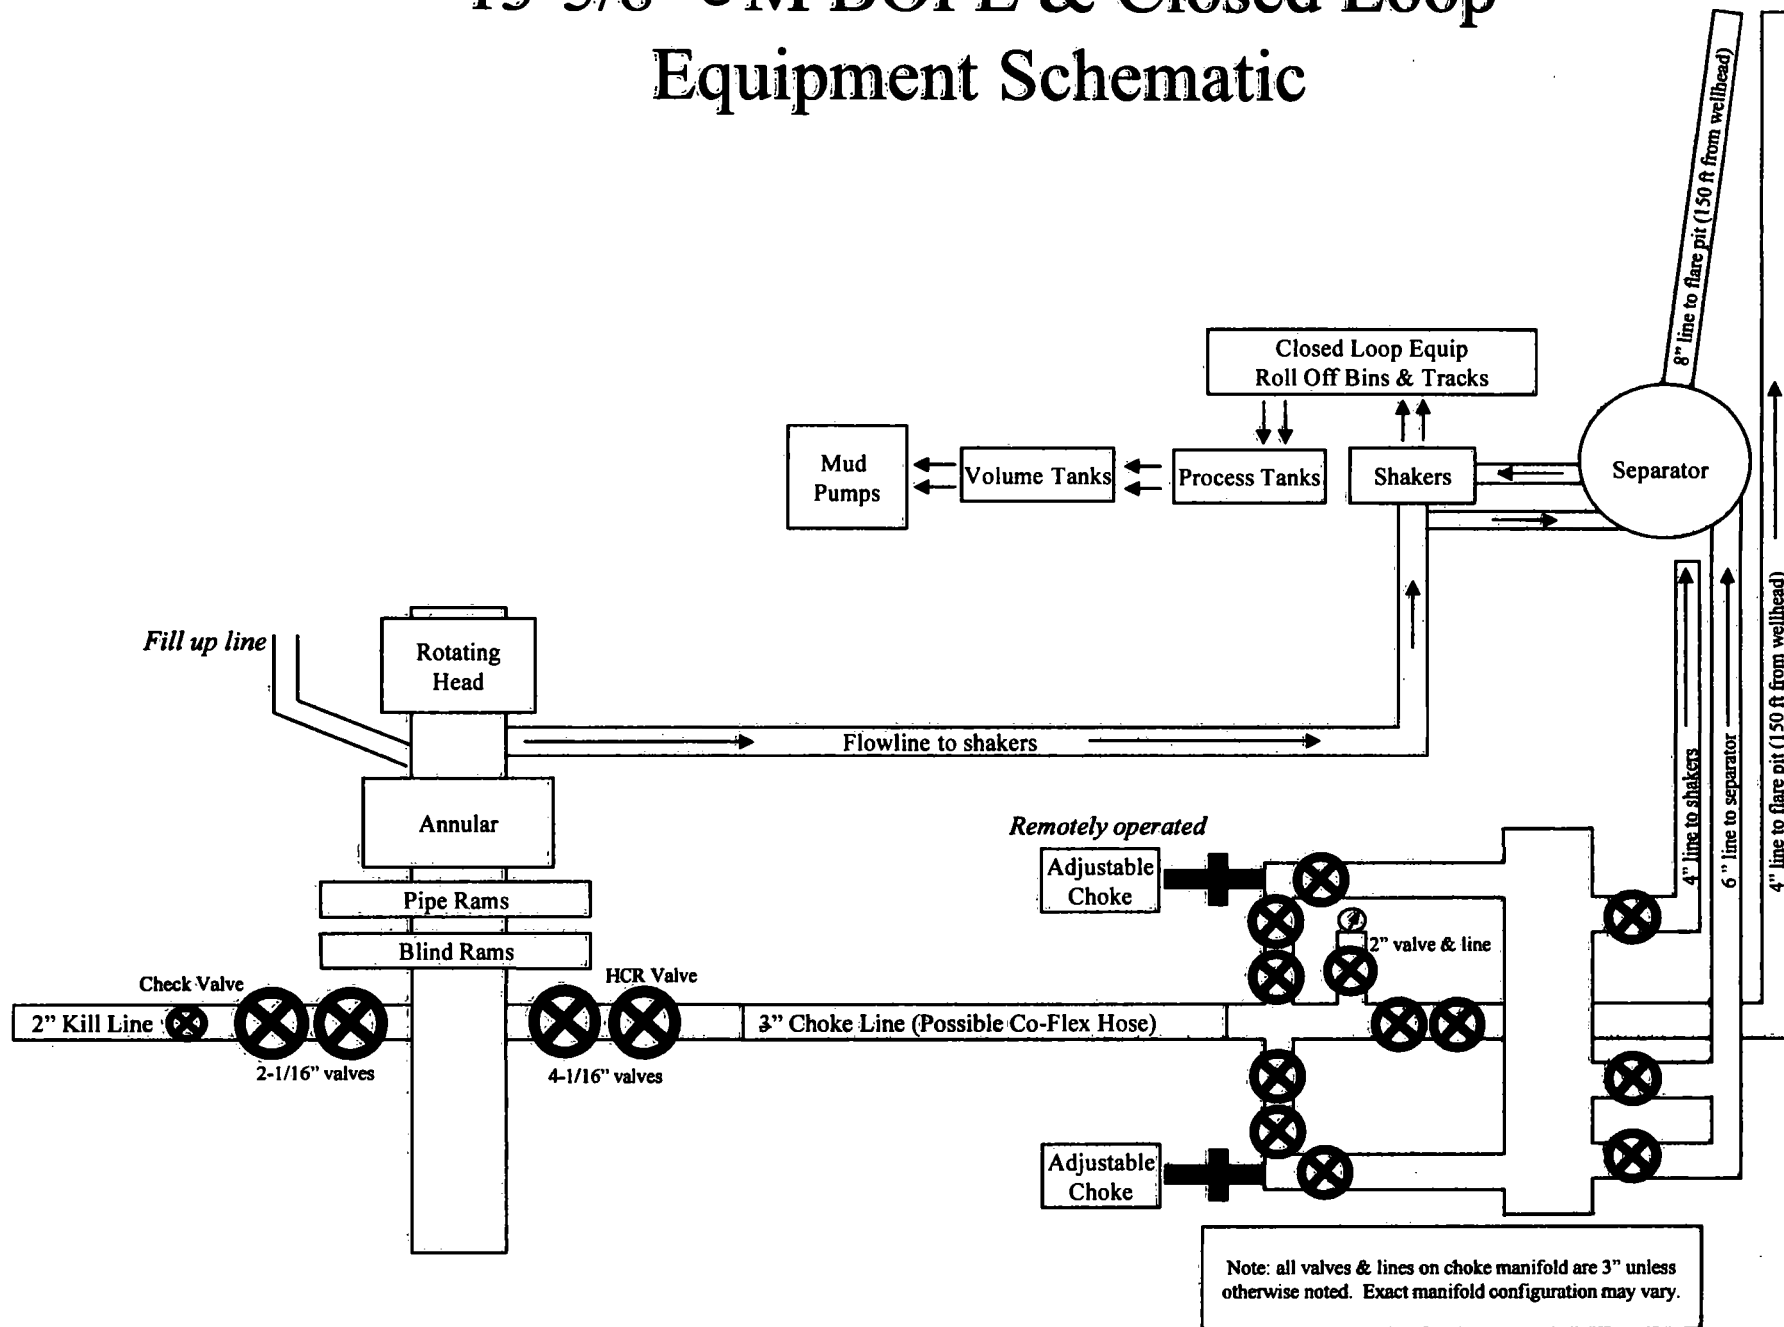 BOPE & Closed Loop
Equipment Schematic
8” line to flare pit (150 ft from wellhead)
Closed Loop Equip
Roll Off Bins & Tracks
Mud
Pumps
Volume Tanks
Process Tanks
Shakers
Separator
Fill up line
Rotating
Head
Flowline to shakers
Annular
Pipe Rams
Blind Rams
Remotely operated
Adjustable
Choke
2” valve & line
4” line to shakers
6” line to separator
4” line to flare pit (150 ft from wellhead)
Check Valve
HCR Valve
2” Kill Line
3” Choke Line (Possible Co-Flex Hose)
2-1/16” valves
4-1/16” valves
Adjustable
Choke
Note: all valves & lines on choke manifold are 3” unless
otherwise noted. Exact manifold configuration may vary.